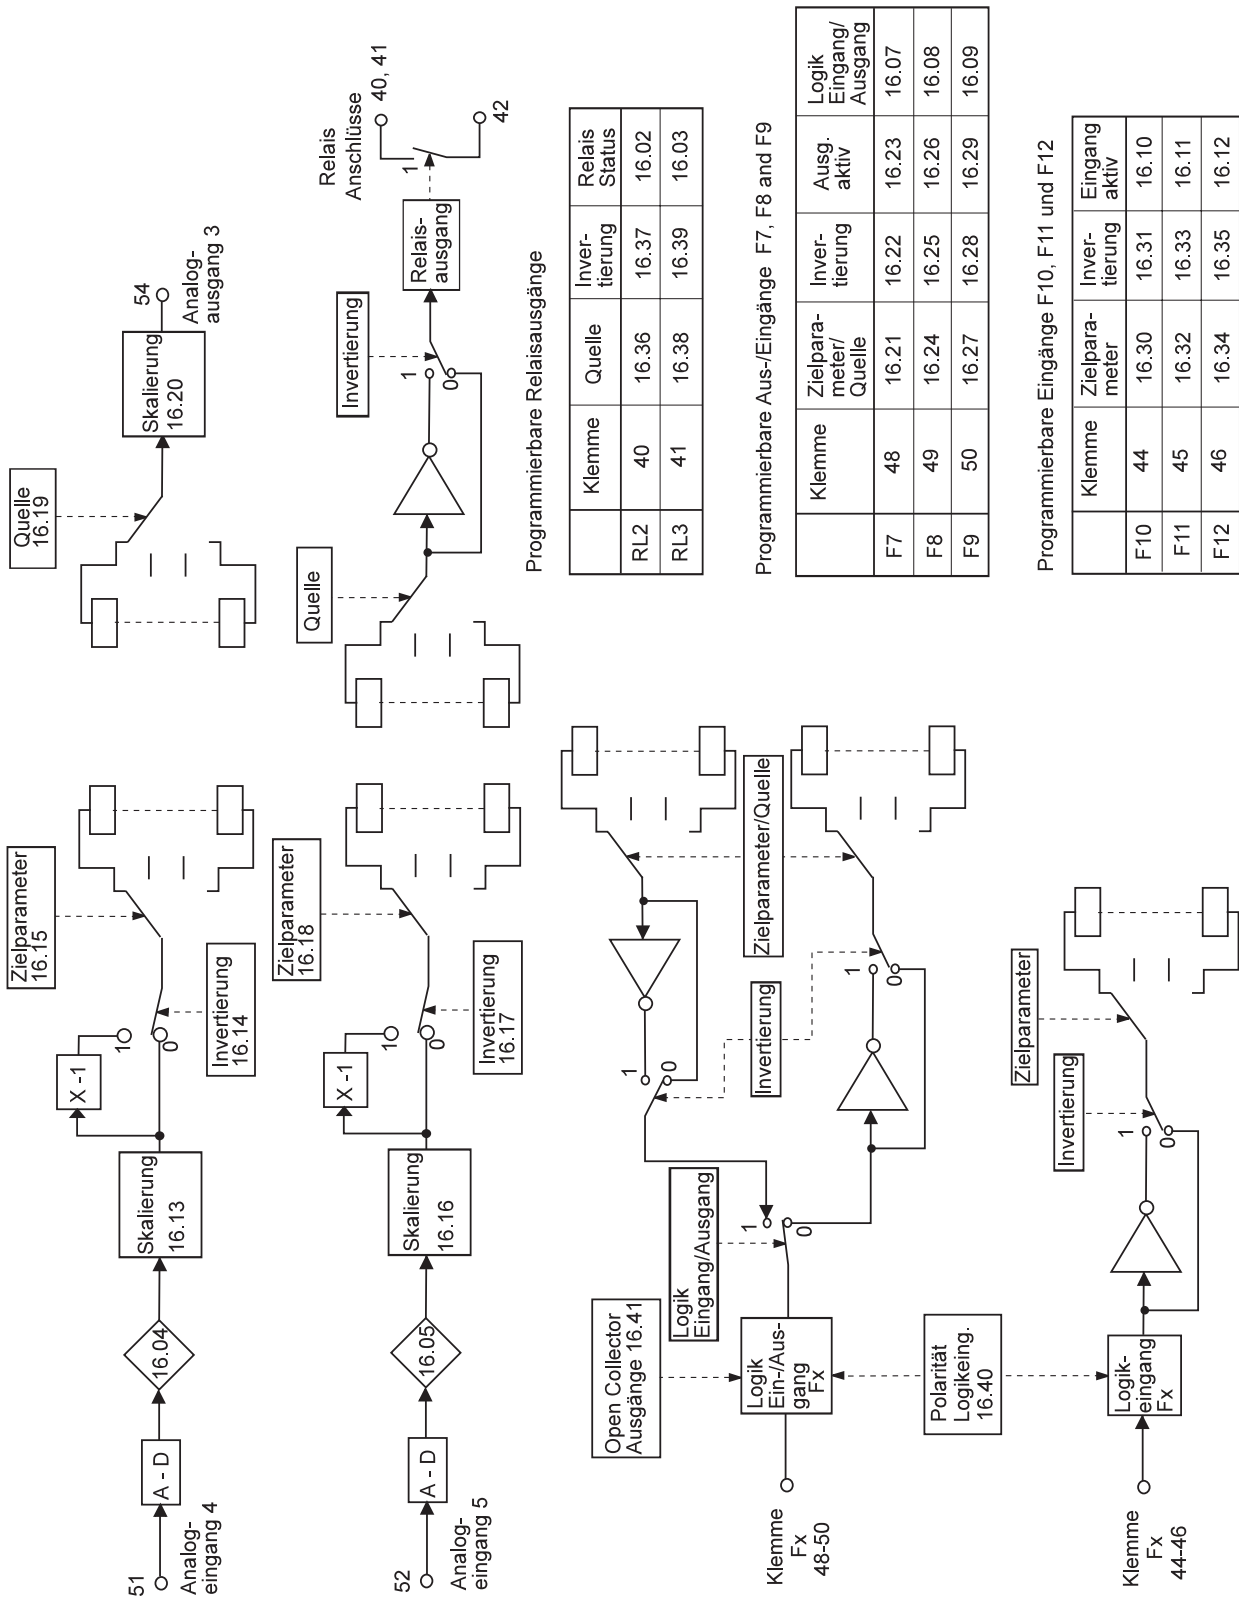 51
Analog-
eingang 4
A - D
16.04
Skalierung
16.13
X -1
1
0
Invertierung
16.14
Zielparameter
16.15
Quelle
16.19
Skalierung
16.20
54
Analog-
ausgang 3
52
Analog-
eingang 5
A - D
16.05
Skalierung
16.16
X -1
1
0
Invertierung
16.17
Zielparameter
16.18
Quelle
1
0
Invertierung
Relais-
ausgang
Relais
Anschlüsse
1
40, 41
42
Klemme
Fx
48-50
Open Collector
Ausgänge 16.41
Logik
Ein-/Aus-
gang
Fx
Logik
Eingang/Ausgang
1
0
1
0
Invertierung
1
0
Zielparameter/Quelle
Polarität
Logikeing.
16.40
Klemme
Fx
44-46
Logik-
eingang
Fx
1
0
Invertierung
Zielparameter
Programmierbare Relaisausgänge
Klemme Quelle Inver- Relais
tierung Status
RL2 40 16.36 16.37 16.02
RL3 41 16.38 16.39 16.03
Programmierbare Aus-/Eingänge F7, F8 and F9
Klemme Zielpara- Inver- Ausg. Logik
meter/ tierung aktiv Eingang/
Quelle Ausgang
F7 48 16.21 16.22 16.23 16.07
F8 49 16.24 16.25 16.26 16.08
F9 50 16.27 16.28 16.29 16.09
Programmierbare Eingänge F10, F11 und F12
Klemme Zielpara- Inver- Eingang
meter tierung aktiv
F10 44 16.30 16.31 16.10
F11 45 16.32 16.33 16.11
F12 46 16.34 16.35 16.12